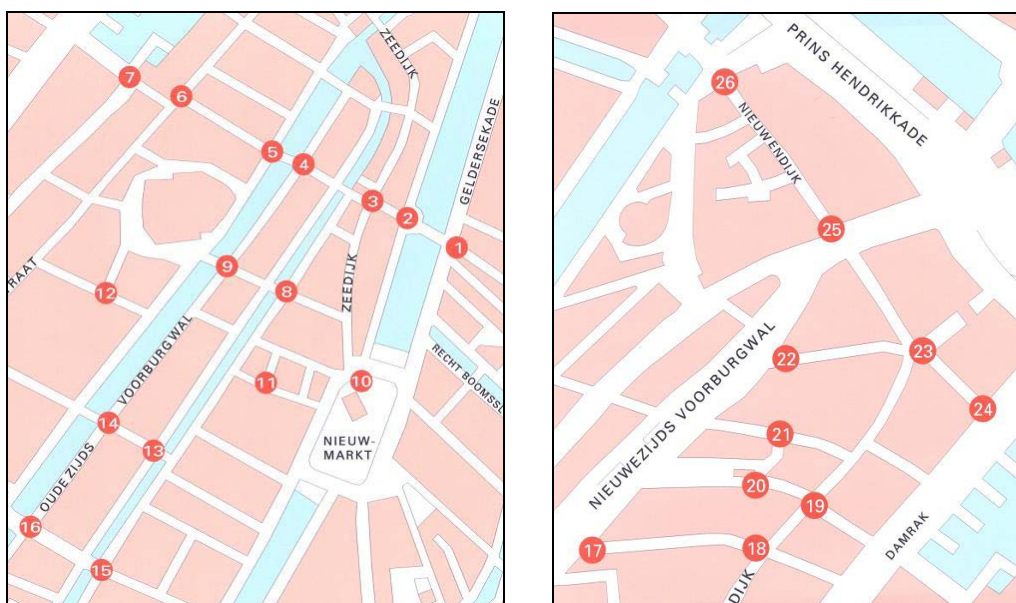 ZEEDIJK
GELDERSEKADE
7
6
5
4
3
2
1
ZEEDIJK
9
8
12
TRAAT
VOORBURGWAL
RECHT BOOMSSL
11
10
NIEUW-
MARKT
14
13
OUDE ZIJDS
16
15
PRINS HENDRIKKADE
26
NIEUWENDIJK
25
NIEUWEZIJDS VOORBURGWAL
22
23
24
21
20
19
DAMRAK
17
18
DIJK